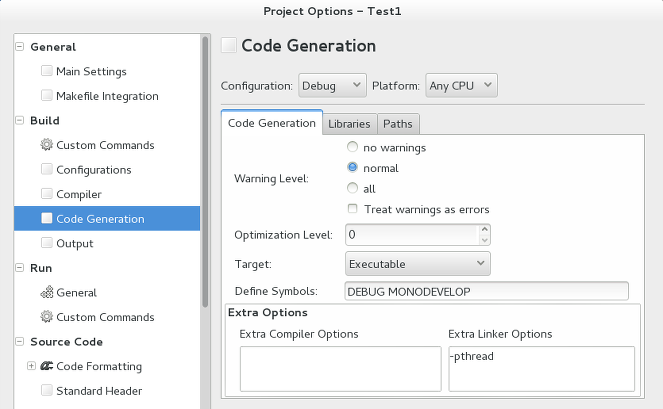 Project Options – Test1
General
Main Settings
Makefile Integration
Build
Custom Commands
Configurations
Compiler
Code Generation
Output
Run
General
Custom Commands
Source Code
Code Formatting
Standard Header
Code Generation
Configuration: Debug Platform: Any CPU
Code Generation Libraries Paths
Warning Level:
no warnings
normal
all
Treat warnings as errors
Optimization Level: 0
Target: Executable
Define Symbols: DEBUG MONODEVELOP
Extra Options
Extra Compiler Options Extra Linker Options
-pthread